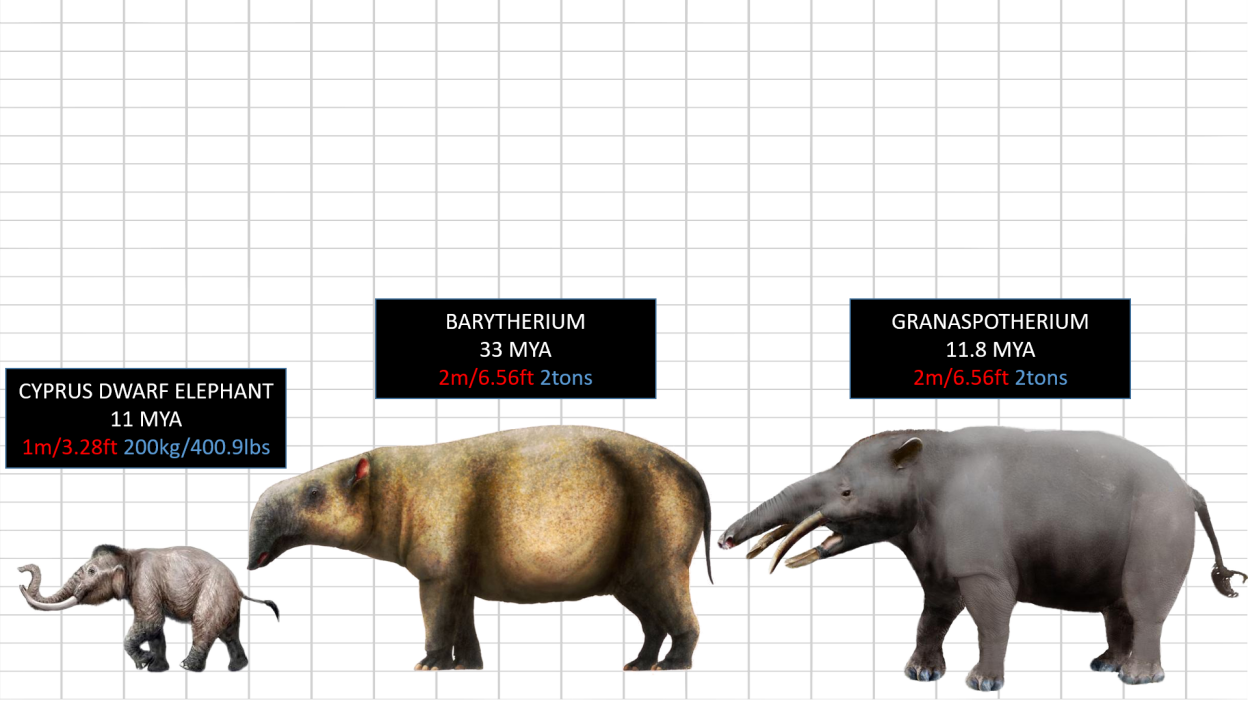 CYPRUS DWARF ELEPHANT
11 MYA
1m/3.28ft 200kg/400.9lbs
BARYTHERIUM
33 MYA
2m/6.56ft 2tons
GRANASPOTHERIUM
11.8 MYA
2m/6.56ft 2tons